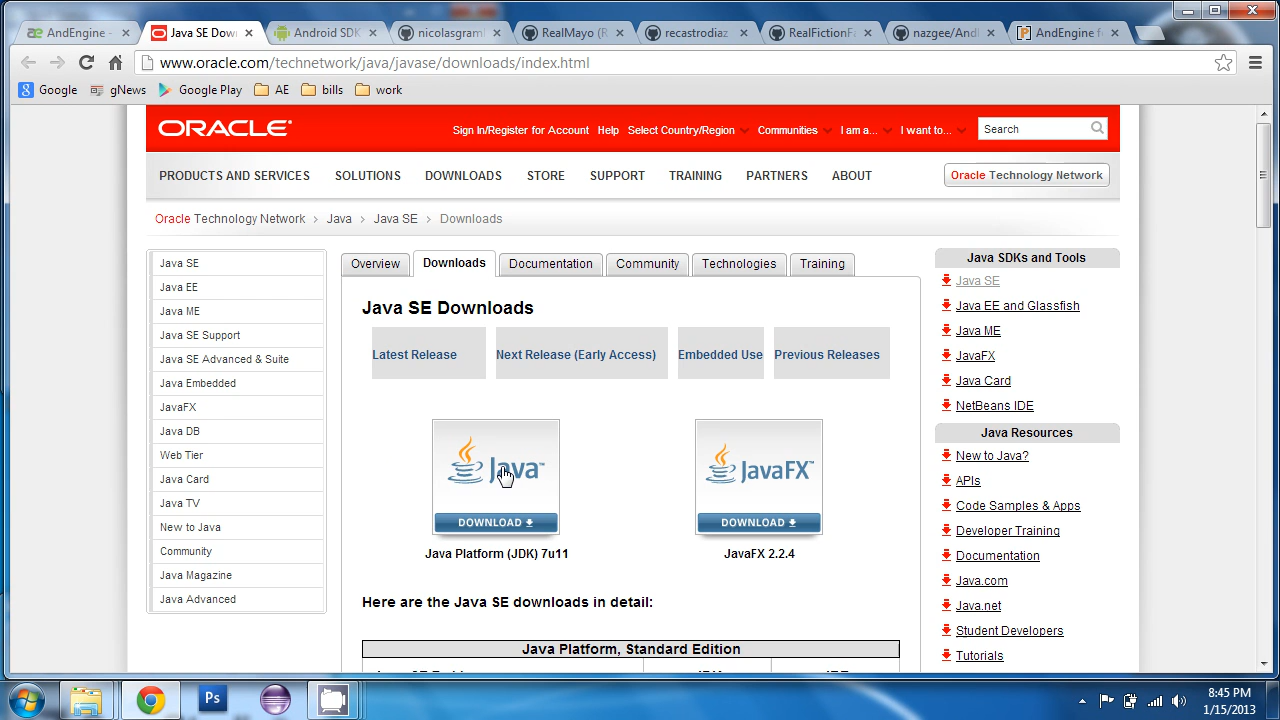 AndEngine -
Java SE Dow
Android SDK
nicolasgram
RealMayo (R
recastrodiaz
RealFictionFa
nazgee/AndI
AndEngine f
www.oracle.com/technetwork/java/javase/downloads/index.html
Google
gNews
Google Play
AE
bills
work
ORACLE
Sign In/Register for Account
Help
Select Country/Region
Communities
I am a...
I want to...
Search
PRODUCTS AND SERVICES
SOLUTIONS
DOWNLOADS
STORE
SUPPORT
TRAINING
PARTNERS
ABOUT
Oracle Technology Network
Oracle Technology Network > Java > Java SE > Downloads
Java SE
Java EE
Java ME
Java SE Support
Java SE Advanced & Suite
Java Embedded
JavaFX
Java DB
Web Tier
Java Card
Java TV
New to Java
Community
Java Magazine
Java Advanced
Overview
Downloads
Documentation
Community
Technologies
Training
Java SE Downloads
Latest Release
Next Release (Early Access)
Embedded Use
Previous Releases
Java™
DOWNLOAD
Java Platform (JDK) 7u11
JavaFX™
DOWNLOAD
JavaFX 2.2.4
Here are the Java SE downloads in detail:
Java Platform, Standard Edition
Java SDKs and Tools
Java SE
Java EE and Glassfish
Java ME
JavaFX
Java Card
NetBeans IDE
Java Resources
New to Java?
APIs
Code Samples & Apps
Developer Training
Documentation
Java.com
Java.net
Student Developers
Tutorials
Ps
8:45 PM
1/15/2013